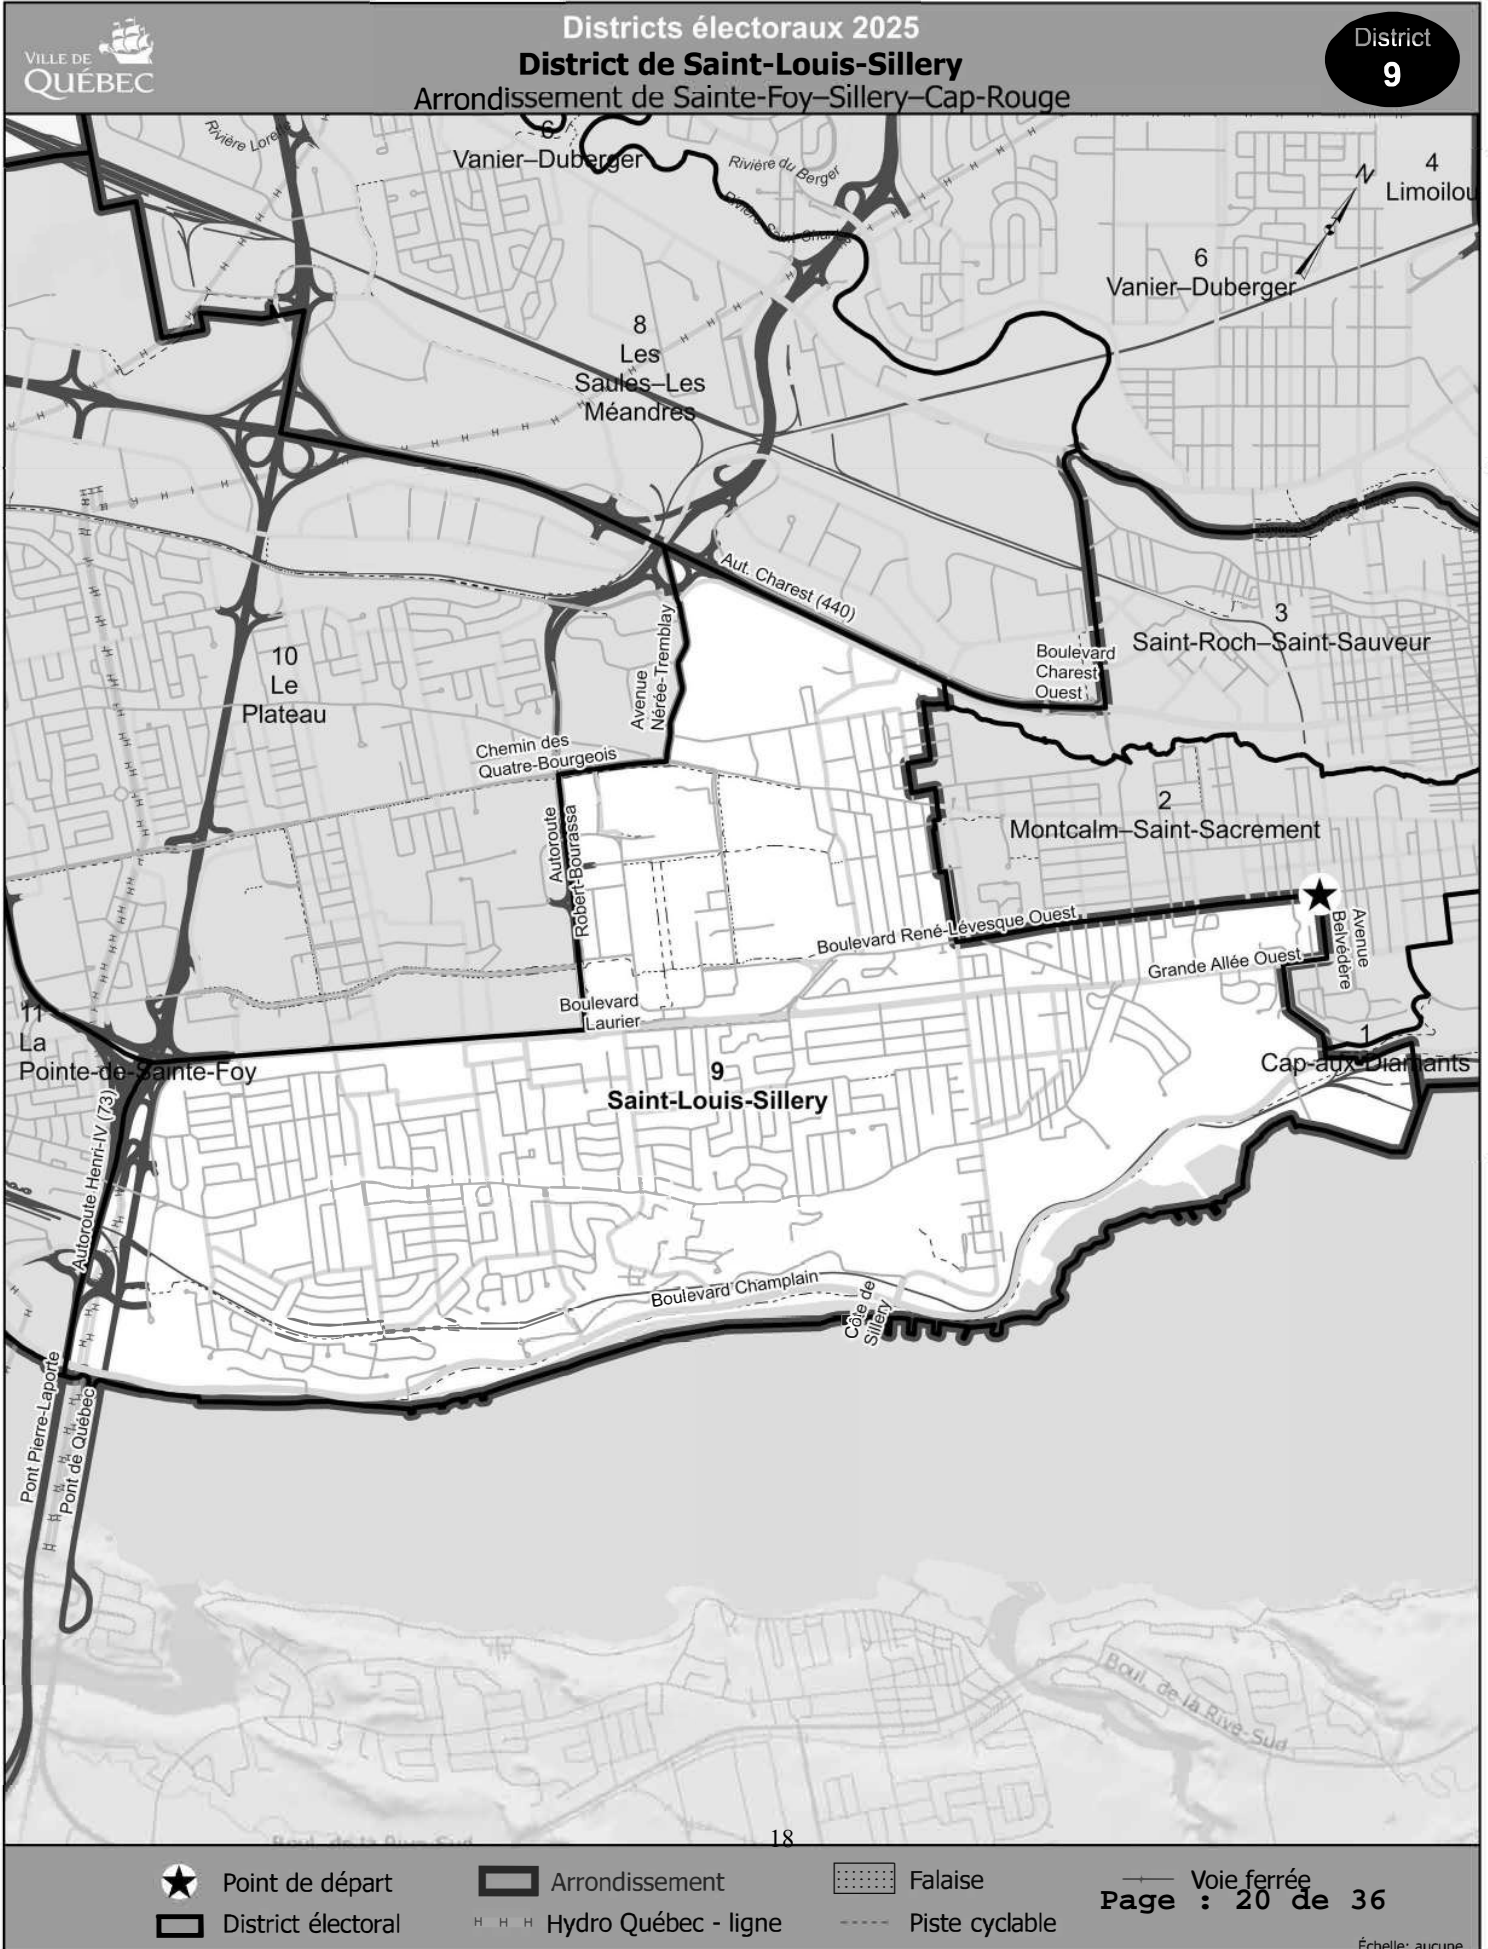 VILLE DE
QUÉBEC
Districts électoraux 2025
District de Saint-Louis-Sillery
Arrondissement de Sainte-Foy–Sillery–Cap-Rouge
District
9
Rivière Lorette
6
Vanier–Duberger
Rivière du Berger
Rivière Saint-Charles
N
4
Limoilou
6
Vanier–Duberger
8
Les
Saules–Les
Méandres
Aut. Charest (440)
3
Saint-Roch–Saint-Sauveur
Boulevard
Charest
Ouest
10
Le
Plateau
Avenue
Nérée-Tremblay
Chemin des
Quatre-Bourgeois
2
Montcalm–Saint-Sacrement
Autoroute
Robert-Bourassa
Boulevard René-Lévesque Ouest
Avenue
Belvédère
Grande Allée Ouest
Boulevard
Laurier
11
La
Pointe-de-Sainte-Foy
1
Cap-aux-Diamants
9
Saint-Louis-Sillery
Autoroute Henri-IV (73)
Boulevard Champlain
Côte de
Sillery
Pont Pierre-Laporte
Pont de Québec
Boul. de la Rive-Sud
Boul. de la Rive-Sud
18
Point de départ
Arrondissement
Falaise
Voie ferrée
Page : 20 de 36
District électoral
H H H Hydro Québec - ligne
Piste cyclable
Échelle: aucune